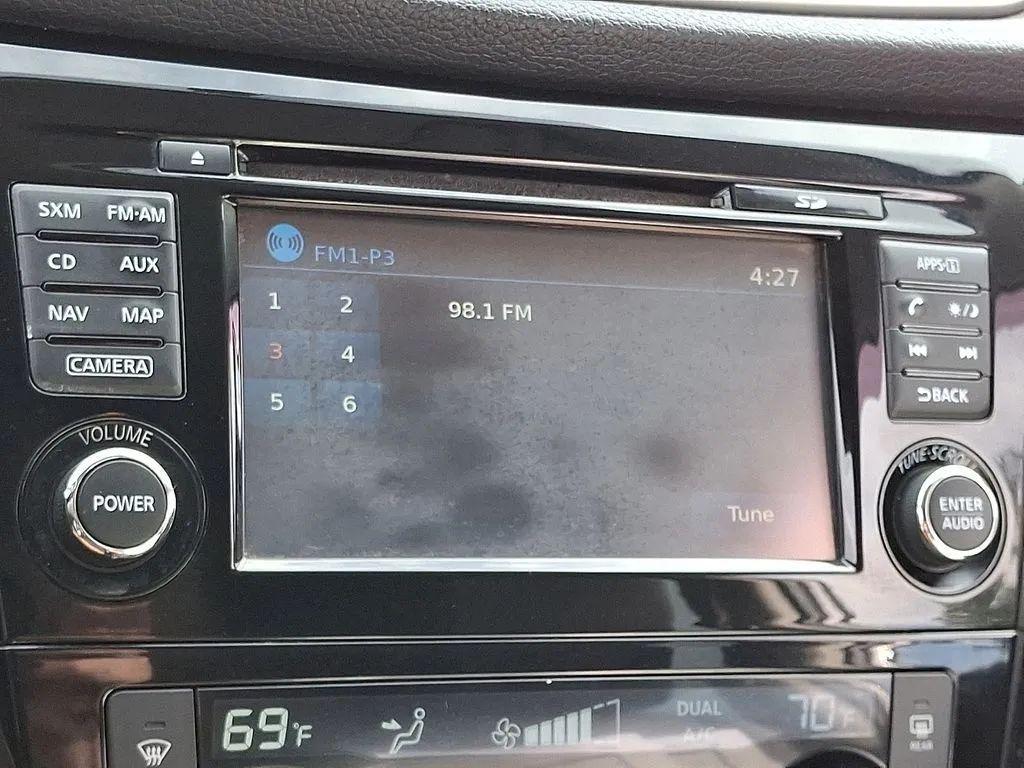 SXM FM·AM
CD AUX
NAV MAP
CAMERA
VOLUME
POWER
FM1-P3
4:27
1 2
98.1 FM
3 4
5 6
Tune
SD
APPS·i
BACK
TUNE·SCROLL
ENTER
AUDIO
69°F
DUAL
A/C
70°F
REAR